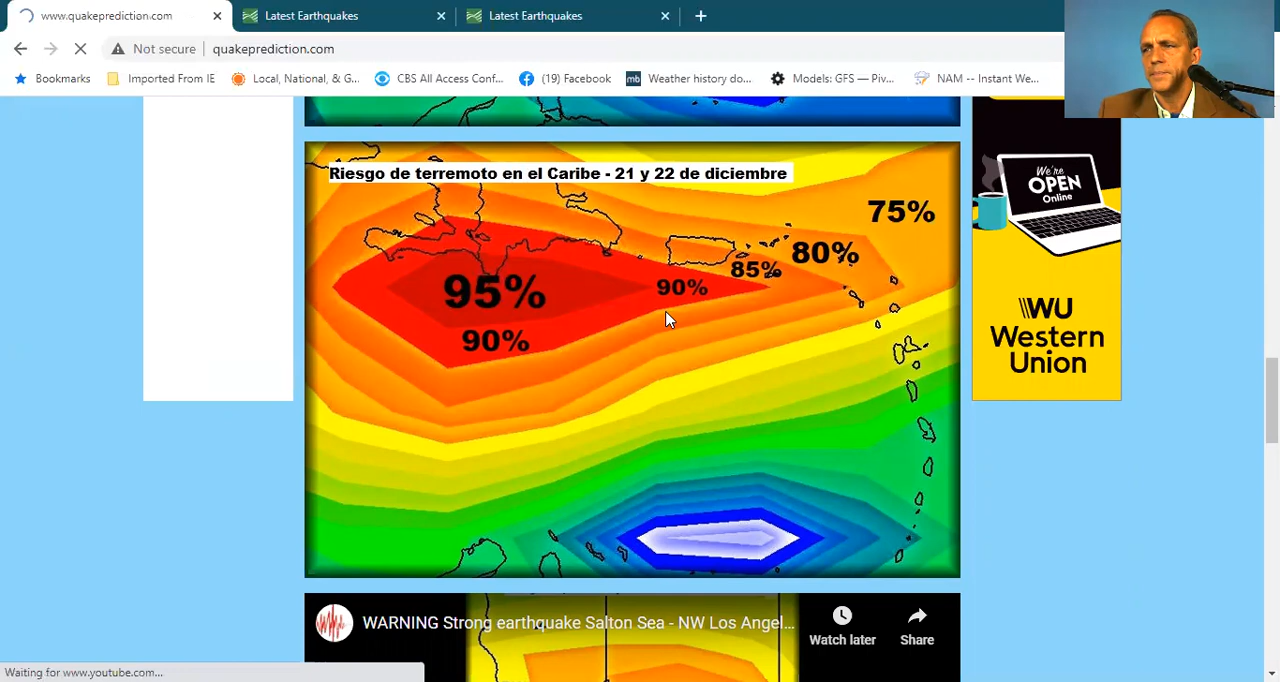 www.quakeprediction.com
Latest Earthquakes
Latest Earthquakes
Not secure
quakeprediction.com
Bookmarks
Imported From IE
Local, National, & G...
CBS All Access Conf...
(19) Facebook
mb
Weather history do...
Models: GFS — Piv...
NAM -- Instant We...
Riesgo de terremoto en el Caribe - 21 y 22 de diciembre
75%
80%
85%
90%
95%
90%
We're
OPEN
Online
WU
Western
Union
WARNING Strong earthquake Salton Sea - NW Los Angel...
Watch later
Share
Waiting for www.youtube.com...